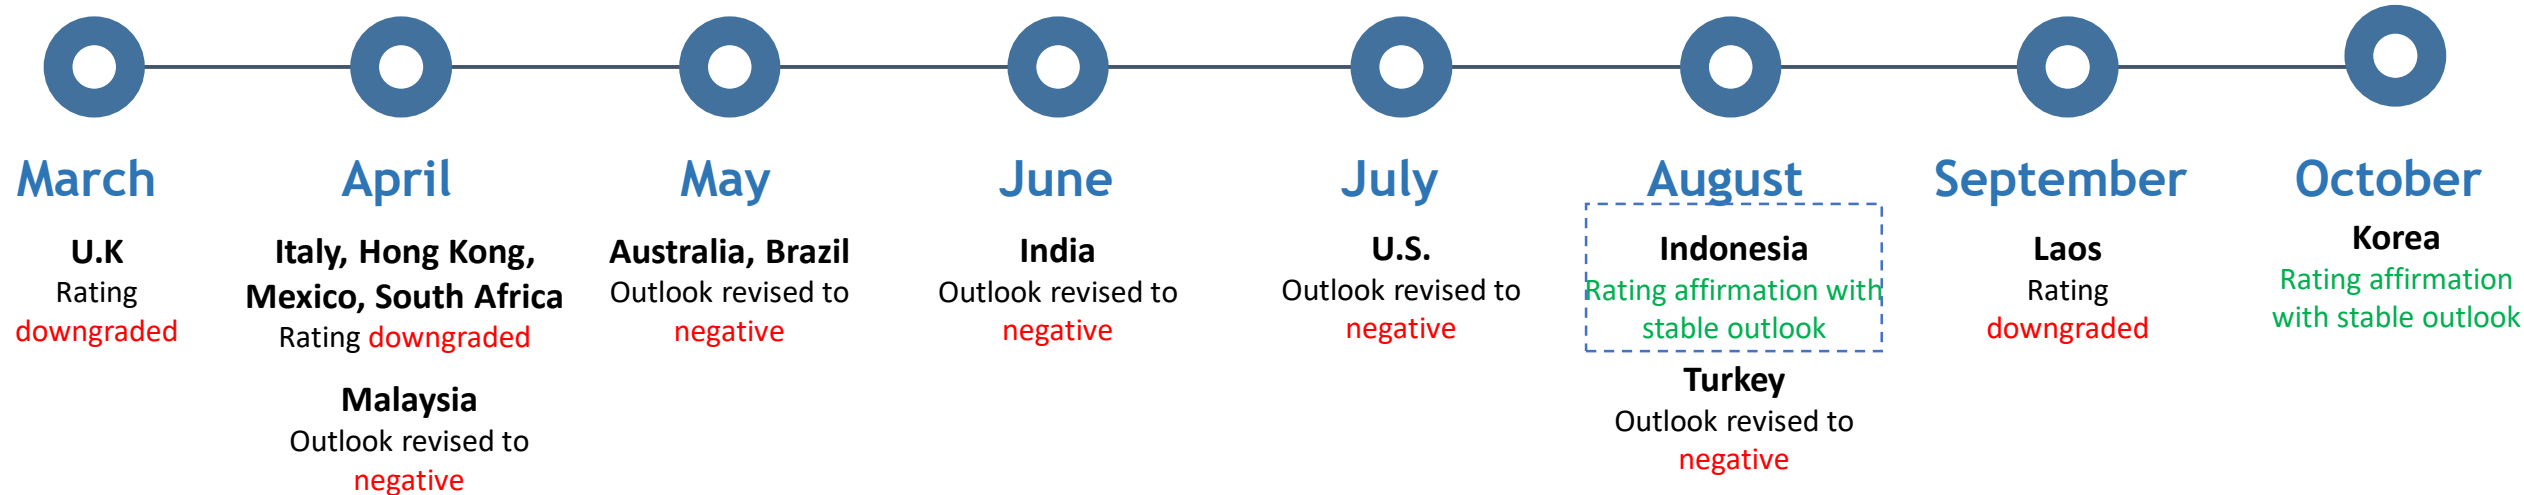 March
U.K
Rating
downgraded
April
Italy, Hong Kong,
Mexico, South Africa
Rating downgraded
Malaysia
Outlook revised to
negative
May
Australia, Brazil
Outlook revised to
negative
June
India
Outlook revised to
negative
July
U.S.
Outlook revised to
negative
August
Indonesia
Rating affirmation with
stable outlook
Turkey
Outlook revised to
negative
September
Laos
Rating
downgraded
October
Korea
Rating affirmation
with stable outlook